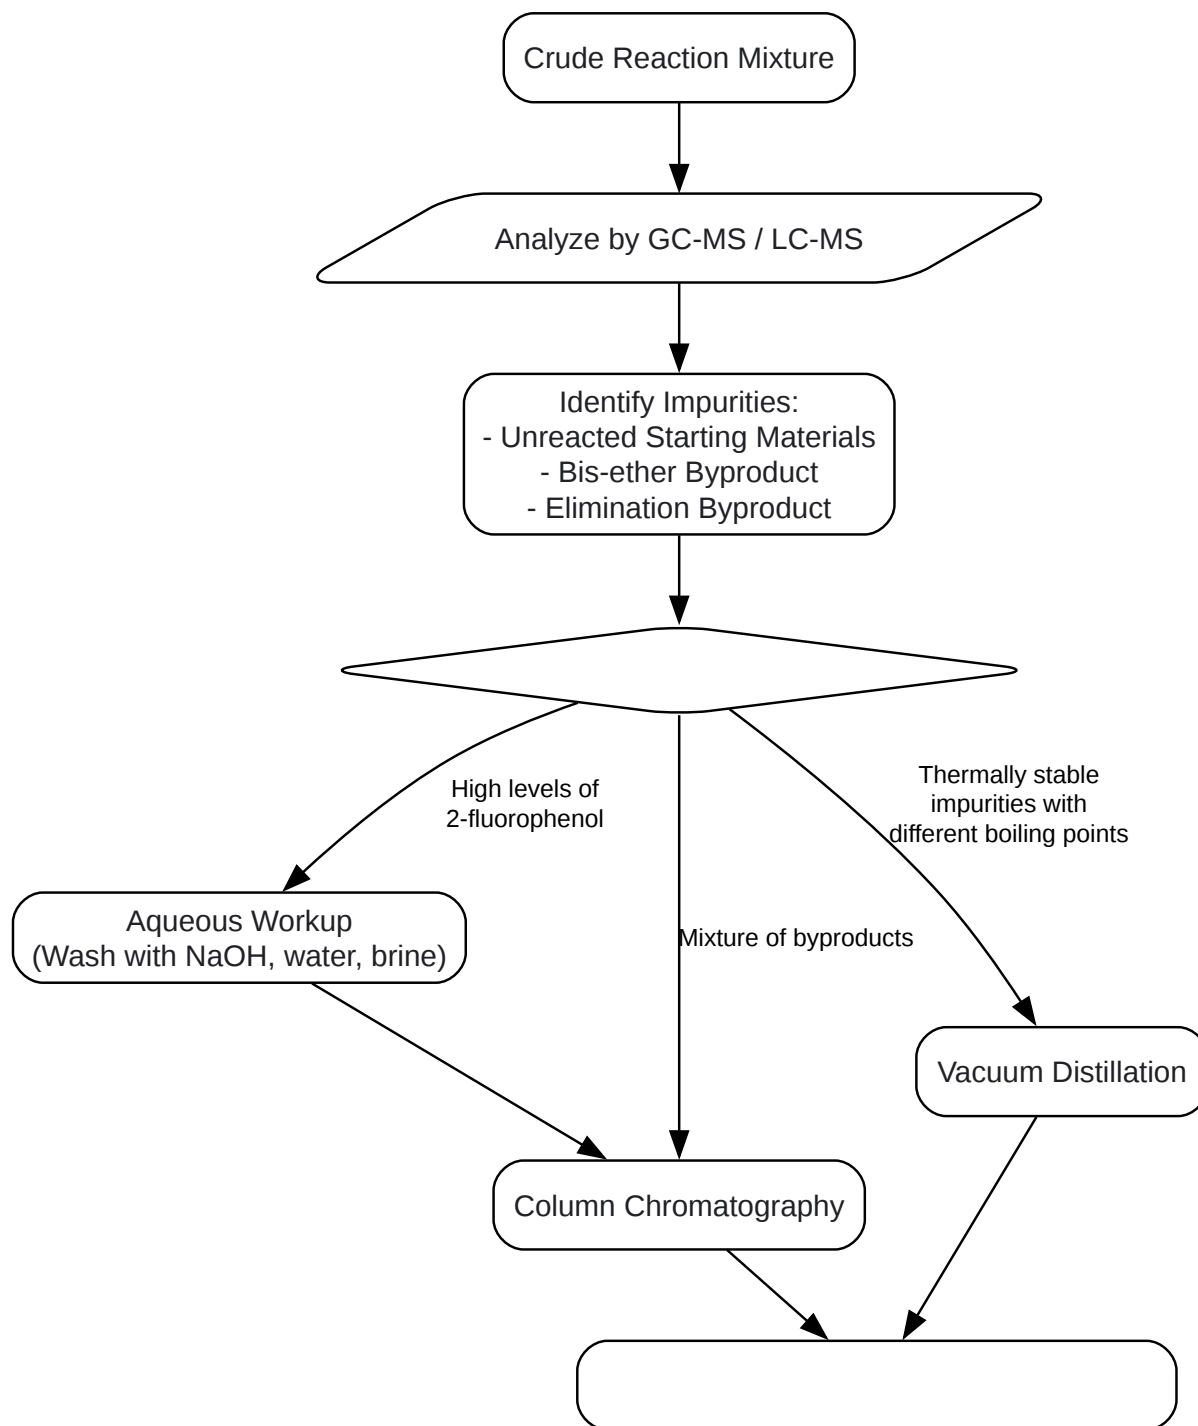 Crude Reaction Mixture
Analyze by GC-MS / LC-MS
Identify Impurities:
- Unreacted Starting Materials
- Bis-ether Byproduct
- Elimination Byproduct
High levels of
2-fluorophenol
Thermally stable
impurities with
different boiling points
Aqueous Workup
(Wash with NaOH, water, brine)
Mixture of byproducts
Vacuum Distillation
Column Chromatography